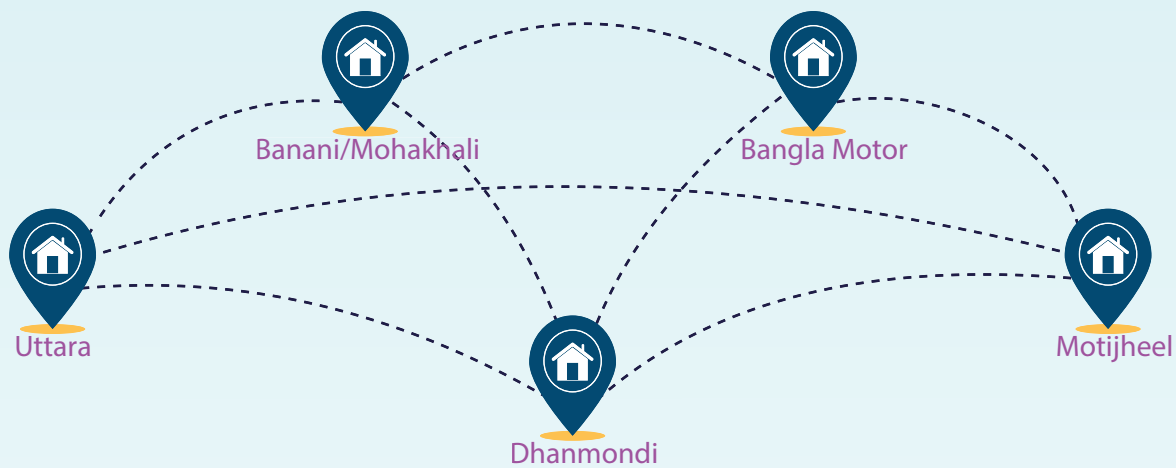 Banani/Mohakhali
Bangla Motor
Uttara
Motijheel
Dhanmondi